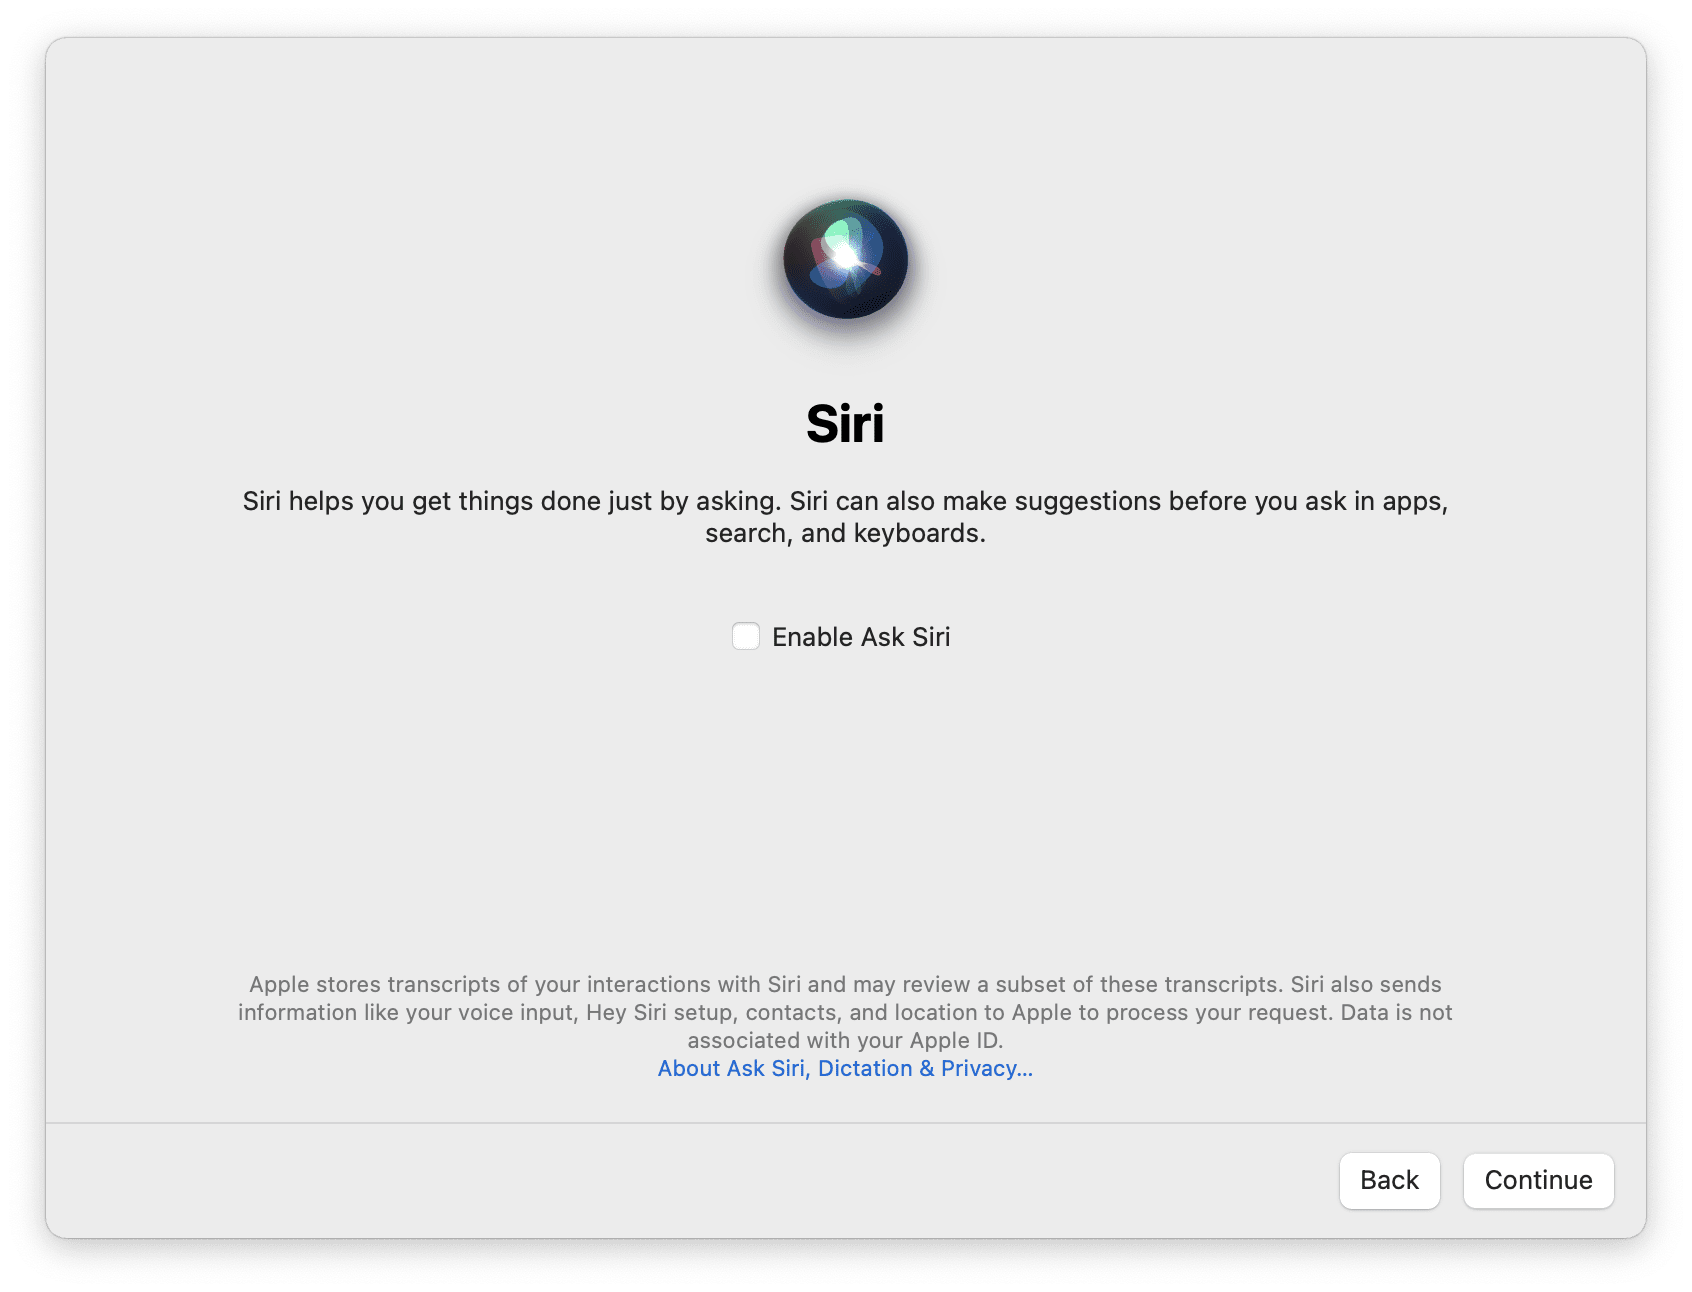 Siri
Siri helps you get things done just by asking. Siri can also make suggestions before you ask in apps,
search, and keyboards.
Enable Ask Siri
Apple stores transcripts of your interactions with Siri and may review a subset of these transcripts. Siri also sends
information like your voice input, Hey Siri setup, contacts, and location to Apple to process your request. Data is not
associated with your Apple ID.
About Ask Siri, Dictation & Privacy...
Back
Continue